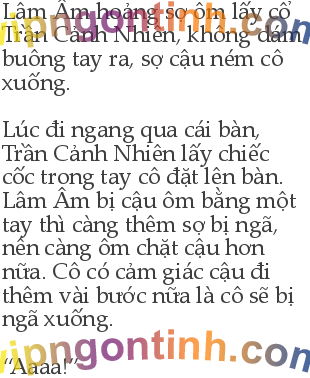 Lâm Âm hoảng sợ ôm lấy cổ
Trần Cảnh Nhiên, không dám
buông tay ra, sợ cậu ném cô
xuống.
Lúc đi ngang qua cái bàn,
Trần Cảnh Nhiên lấy chiếc
cốc trong tay cô đặt lên bàn.
Lâm Âm bị cậu ôm bằng một
tay thì càng thêm sợ bị ngã,
nên càng ôm chặt cậu hơn
nữa. Cô có cảm giác cậu đi
thêm vài bước nữa là cô sẽ bị
ngã xuống.
"Aaaa!"
vipngontinh.com
vipngontinh.com